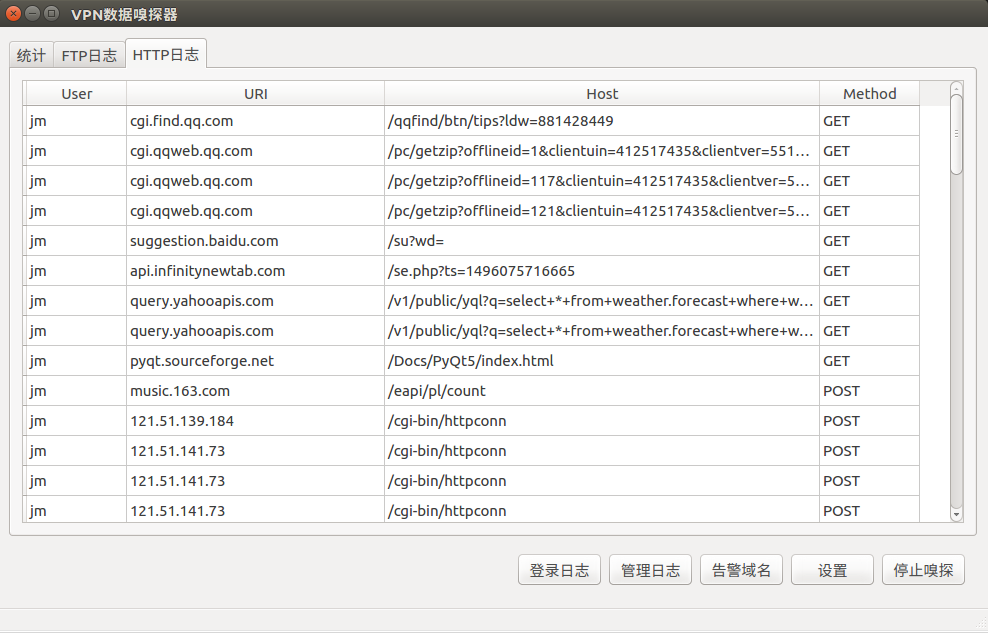 VPN数据嗅探器
统计 FTP日志 HTTP日志
User URI Host Method
jm cgi.find.qq.com /qqfind/btn/tips?ldw=881428449 GET
jm cgi.qqweb.qq.com /pc/getzip?offlineid=1&clientuin=412517435&clientver=551... GET
jm cgi.qqweb.qq.com /pc/getzip?offlineid=117&clientuin=412517435&clientver=5... GET
jm cgi.qqweb.qq.com /pc/getzip?offlineid=121&clientuin=412517435&clientver=5... GET
jm suggestion.baidu.com /su?wd= GET
jm api.infinitynewtab.com /se.php?ts=1496075716665 GET
jm query.yahooapis.com /v1/public/yql?q=select+*+from+weather.forecast+where+w... GET
jm query.yahooapis.com /v1/public/yql?q=select+*+from+weather.forecast+where+w... GET
jm pyqt.sourceforge.net /Docs/PyQt5/index.html GET
jm music.163.com /eapi/pl/count POST
jm 121.51.139.184 /cgi-bin/httpconn POST
jm 121.51.141.73 /cgi-bin/httpconn POST
jm 121.51.141.73 /cgi-bin/httpconn POST
jm 121.51.141.73 /cgi-bin/httpconn POST
登录日志 管理日志 告警域名 设置 停止嗅探